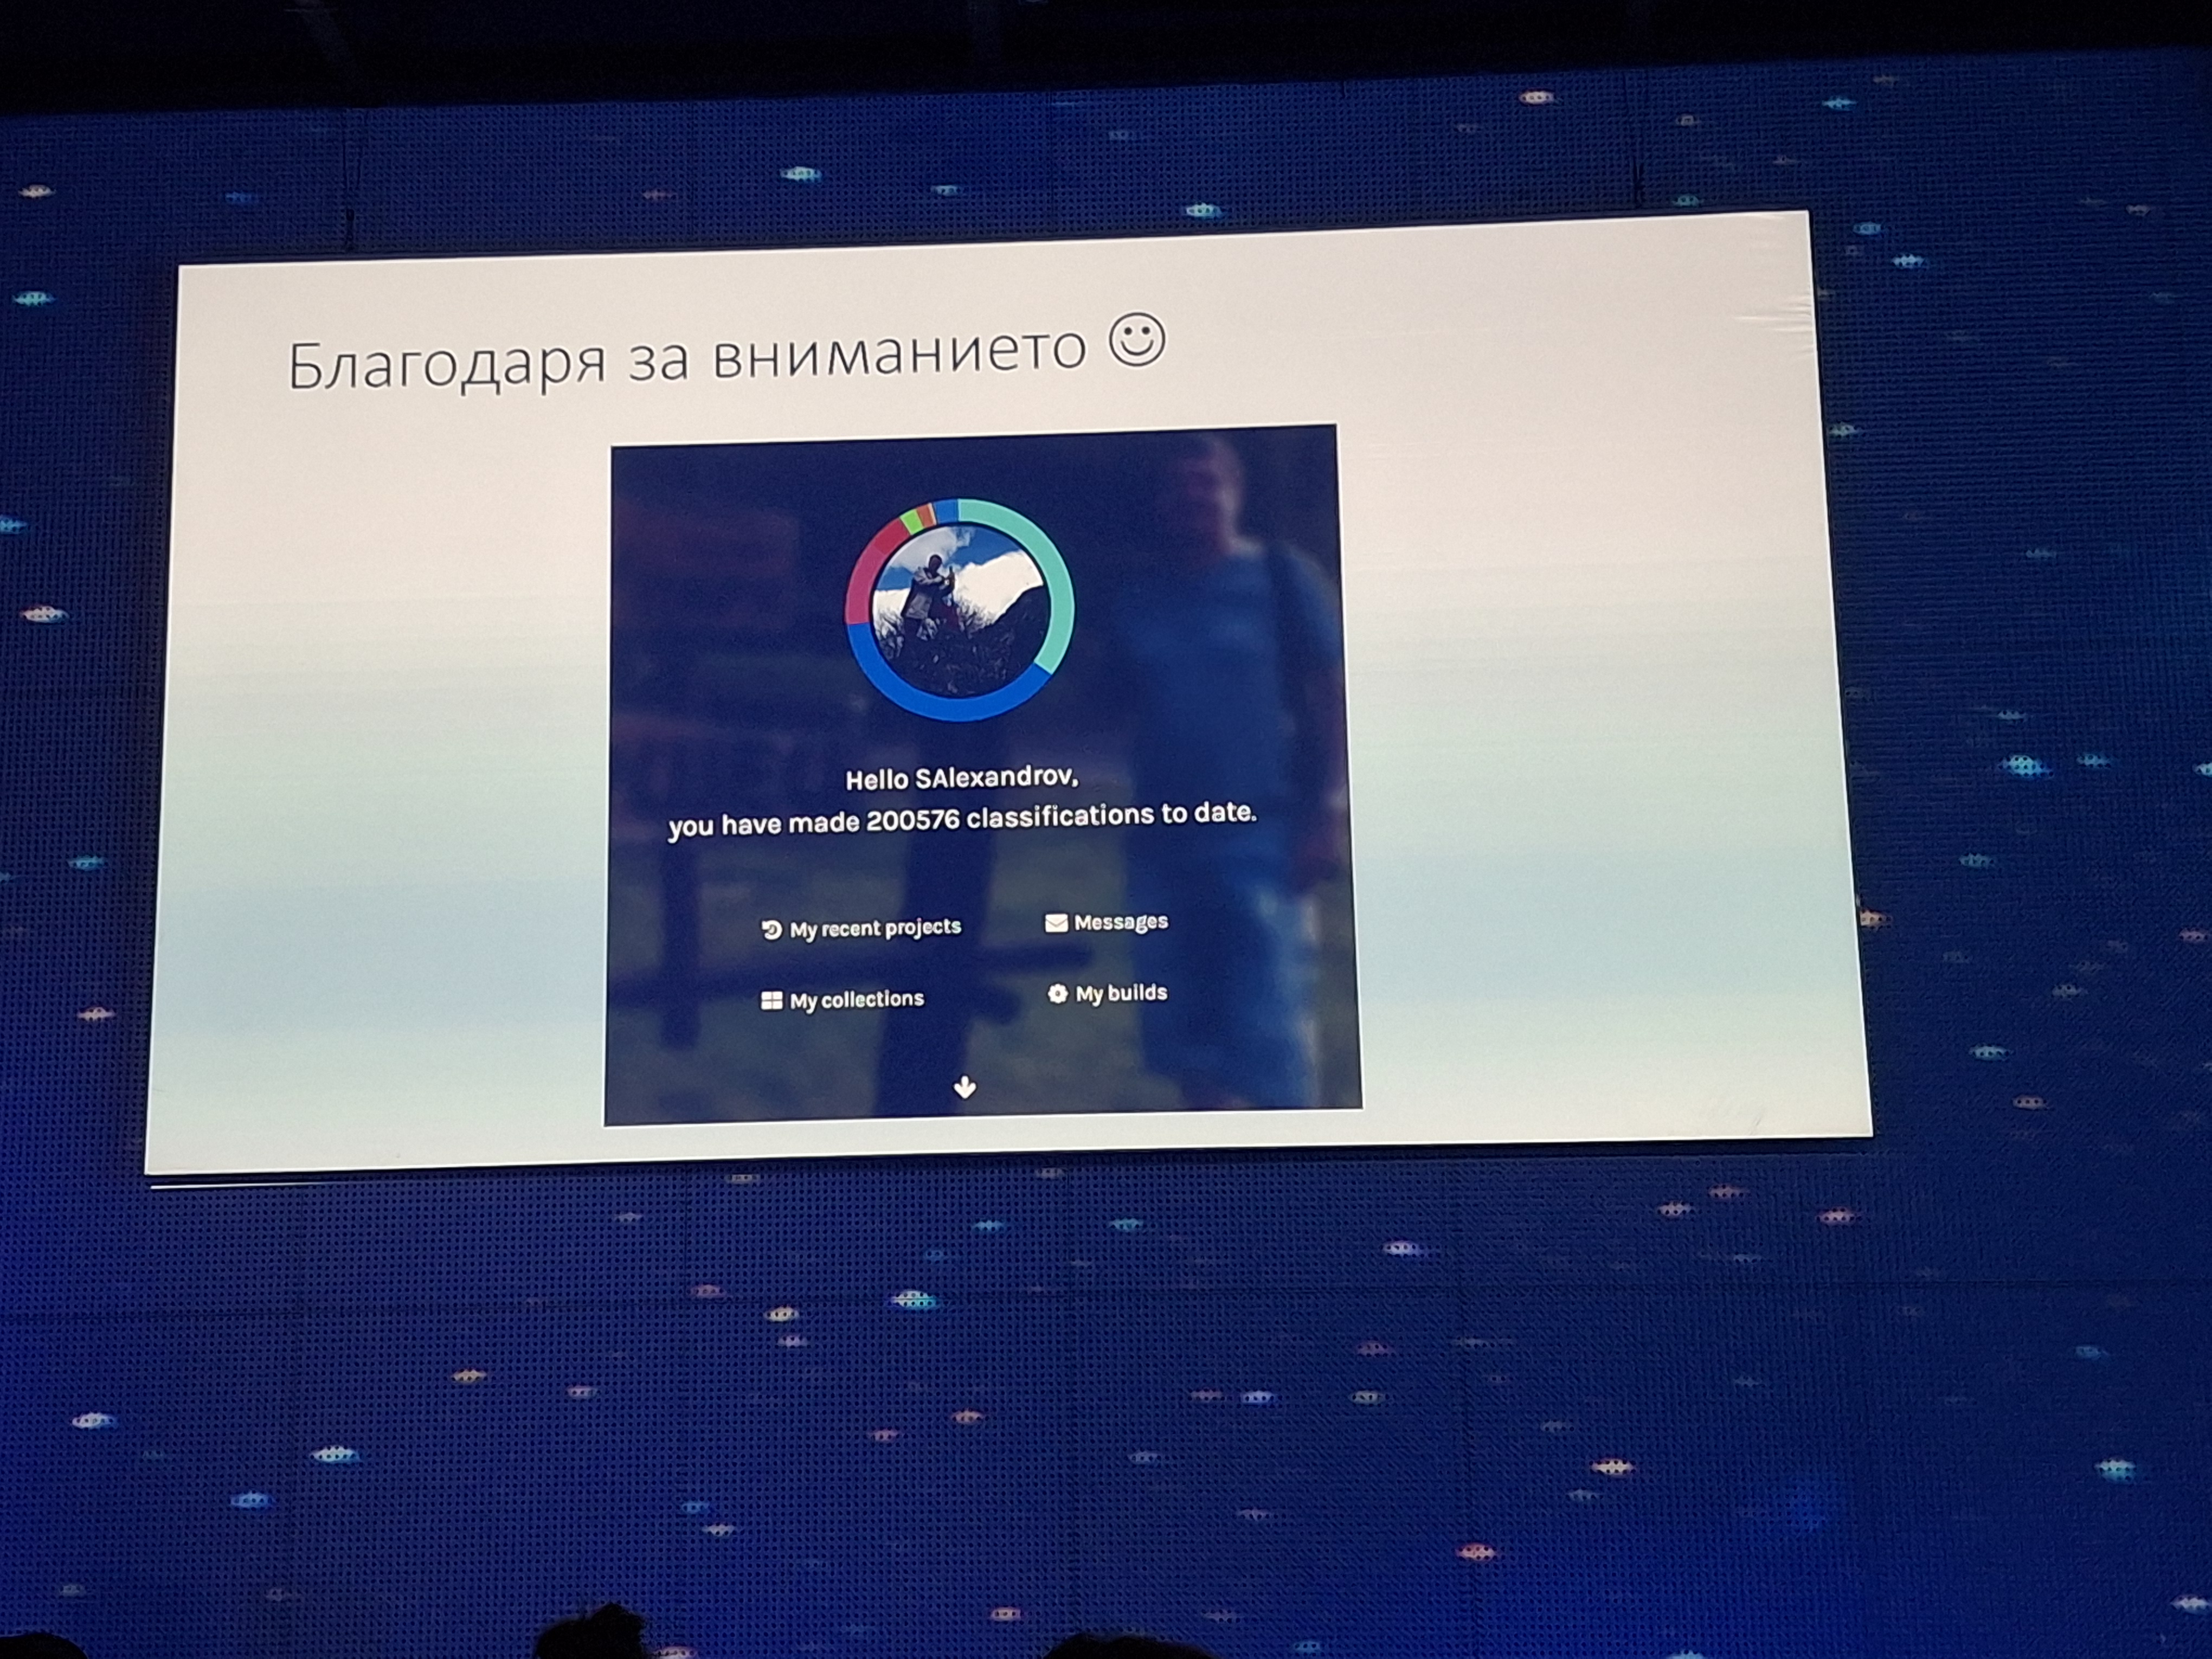 Благодаря за вниманието ☺
Hello SAlexandrov,
you have made 200576 classifications to date.
My recent projects
Messages
My collections
My builds